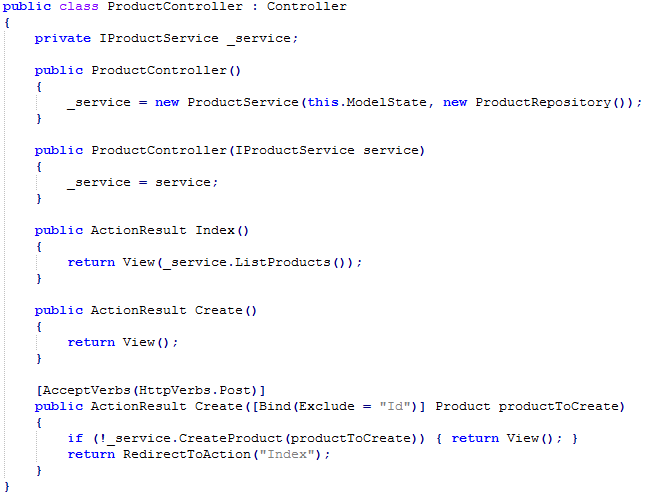 public class ProductController : Controller
{
    private IProductService _service;

    public ProductController()
    {
        _service = new ProductService(this.ModelState, new ProductRepository());
    }

    public ProductController(IProductService service)
    {
        _service = service;
    }

    public ActionResult Index()
    {
        return View(_service.ListProducts());
    }

    public ActionResult Create()
    {
        return View();
    }

    [AcceptVerbs(HttpVerbs.Post)]
    public ActionResult Create([Bind(Exclude = "Id")] Product productToCreate)
    {
        if (!_service.CreateProduct(productToCreate)) { return View(); }
        return RedirectToAction("Index");
    }
}